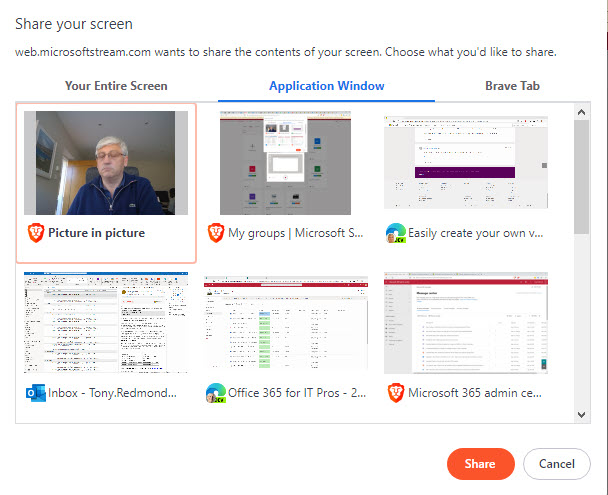 Share your screen
web.microsoftstream.com wants to share the contents of your screen. Choose what you'd like to share.
Your Entire Screen
Application Window
Brave Tab
Picture in picture
My groups | Microsoft S...
Easily create your own v...
Inbox - Tony.Redmond...
Office 365 for IT Pros - 2...
Microsoft 365 admin ce...
Share
Cancel